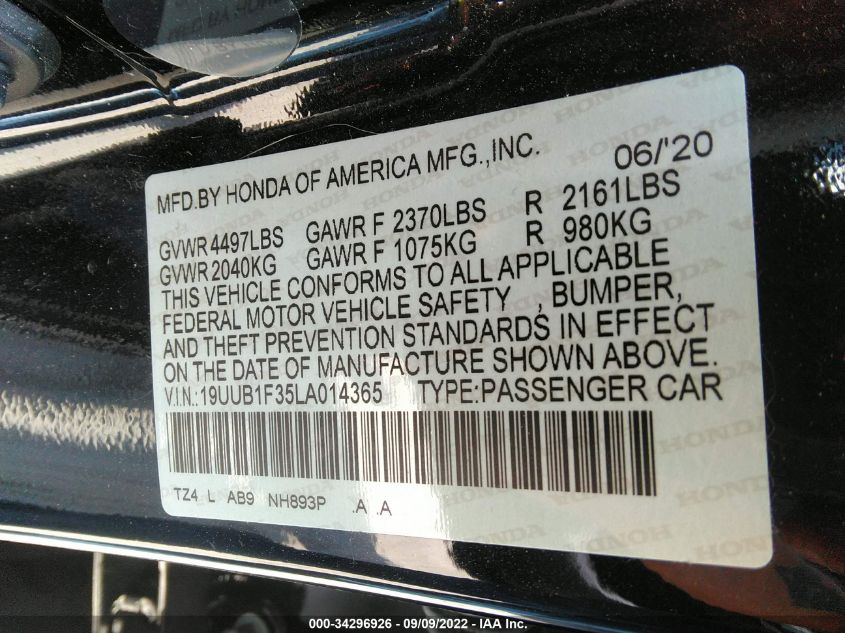 MFD.BY HONDA OF AMERICA MFG.,INC. 06/'20
GVWR 4497LBS GAWR F 2370LBS R 2161LBS
GVWR 2040KG GAWR F 1075KG R 980KG
THIS VEHICLE CONFORMS TO ALL APPLICABLE
FEDERAL MOTOR VEHICLE SAFETY , BUMPER,
AND THEFT PREVENTION STANDARDS IN EFFECT
ON THE DATE OF MANUFACTURE SHOWN ABOVE.
V.I.N.:19UUB1F35LA014365 TYPE:PASSENGER CAR
TZ4 L AB9 NH893P .A .A
000-34296926 - 09/09/2022 - IAA Inc.